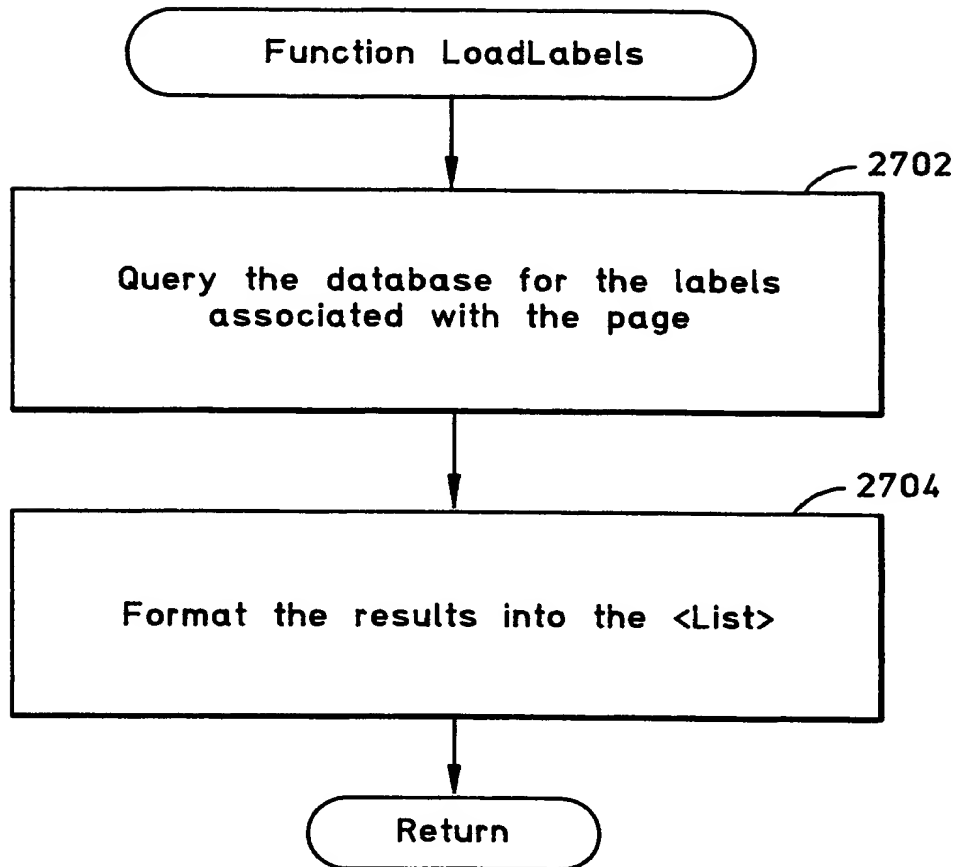 Function LoadLabels
2702
Query the database for the labels
associated with the page
2704
Format the results into the <List>
Return